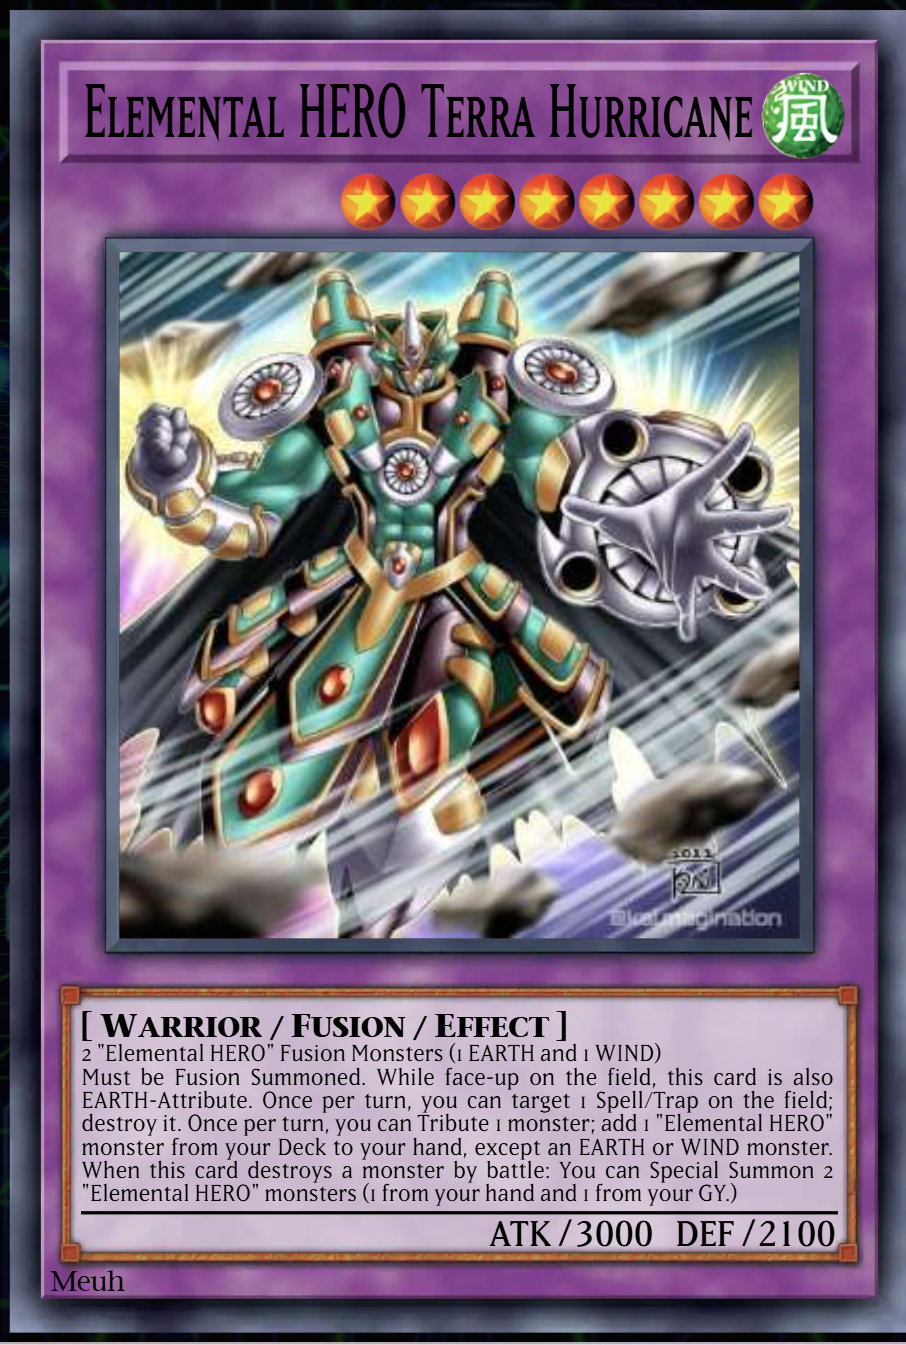 Elemental HERO Terra Hurricane
WIND
風
[ Warrior / Fusion / Effect ]
2 "Elemental HERO" Fusion Monsters (1 EARTH and 1 WIND)
Must be Fusion Summoned. While face-up on the field, this card is also
EARTH-Attribute. Once per turn, you can target 1 Spell/Trap on the field;
destroy it. Once per turn, you can Tribute 1 monster; add 1 "Elemental HERO"
monster from your Deck to your hand, except an EARTH or WIND monster.
When this card destroys a monster by battle: You can Special Summon 2
"Elemental HERO" monsters (1 from your hand and 1 from your GY.)
ATK/3000 DEF/2100
Meuh